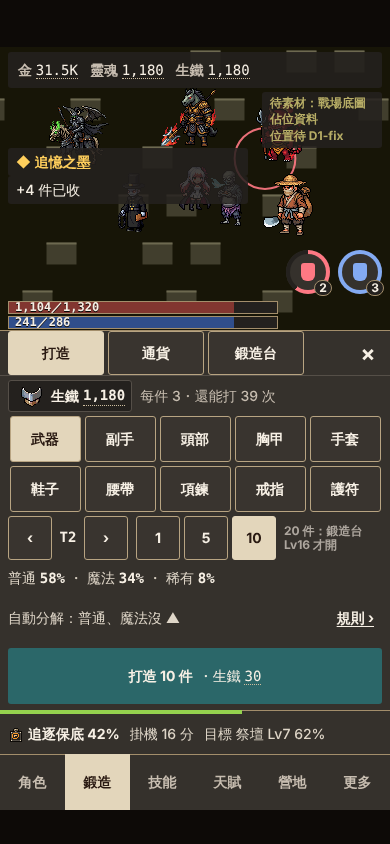 金 31.5K 靈魂 1,180 生鐵 1,180
待素材：戰場底圖
佔位資料
位置待 D1-fix
◆ 追憶之墨
+4 件已收
2
3
1,104／1,320
241／286
打造 通貨 鍛造台 ×
生鐵 1,180 每件 3 · 還能打 39 次
武器 副手 頭部 胸甲 手套
鞋子 腰帶 項鍊 戒指 護符
‹ T2 › 1 5 10 20 件：鍛造台
Lv16 才開
普通 58% · 魔法 34% · 稀有 8%
自動分解：普通、魔法沒 ▲ 規則 ›
打造 10 件 · 生鐵 30
追逐保底 42% 掛機 16 分 目標 祭壇 Lv7 62%
角色 鍛造 技能 天賦 營地 更多